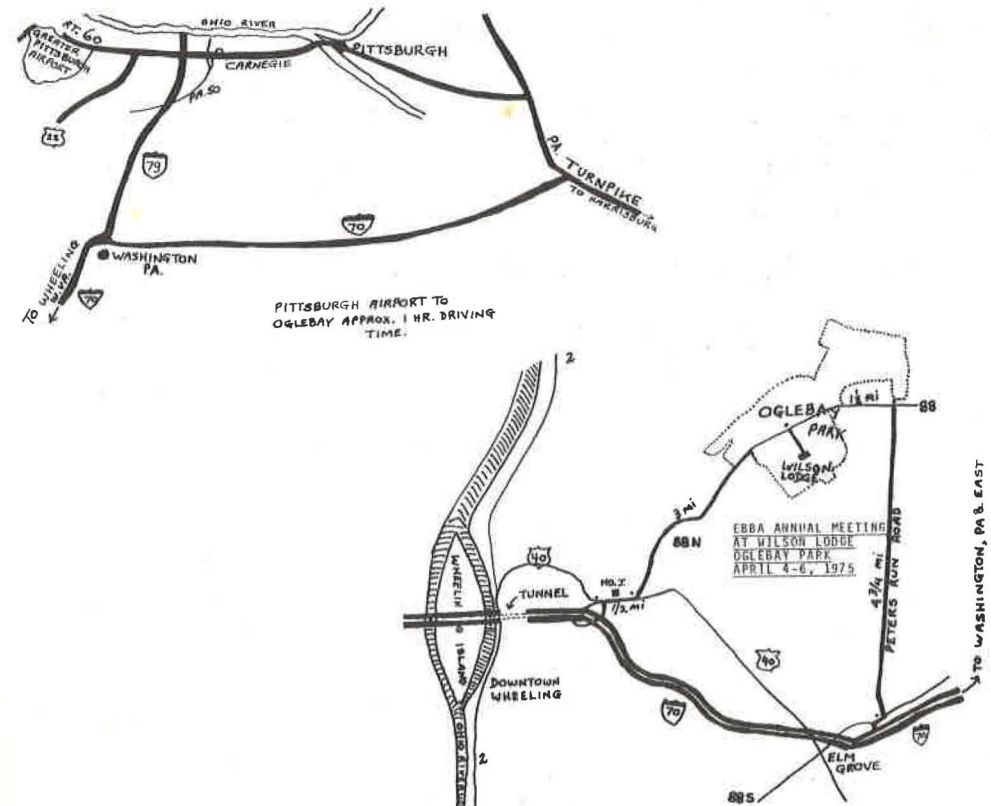 OHIO RIVER
RT. 60
GREATER
PITTSBURGH
AIRPORT
PITTSBURGH
CARNEGIE
PA. 50
22
79
PA. TURNPIKE
TO HARRISBURG
70
WASHINGTON
PA.
TO WHEELING
W. VA.
79
PITTSBURGH AIRPORT TO
OGLEBAY APPROX. 1 HR. DRIVING
TIME.
2
1 1/2 mi
88
OGLEBAY
PARK
WILSON
LODGE
3 mi
88N
EBBA ANNUAL MEETING
AT WILSON LODGE
OGLEBAY PARK
APRIL 4-6, 1975
4 3/4 mi
PETERS RUN ROAD
TO WASHINGTON, PA & EAST
40
TUNNEL
HO.J.
1/2 mi
WHEELING ISLAND
DOWNTOWN
WHEELING
40
70
70
ELM
GROVE
OHIO RIVER
2
88S